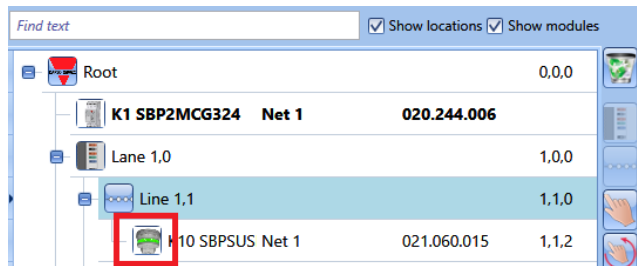 Find text
Show locations Show modules
Root 0,0,0
K1 SBP2MCG324 Net 1 020.244.006
Lane 1,0 1,0,0
Line 1,1 1,1,0
10 SBPSUS Net 1 021.060.015 1,1,2